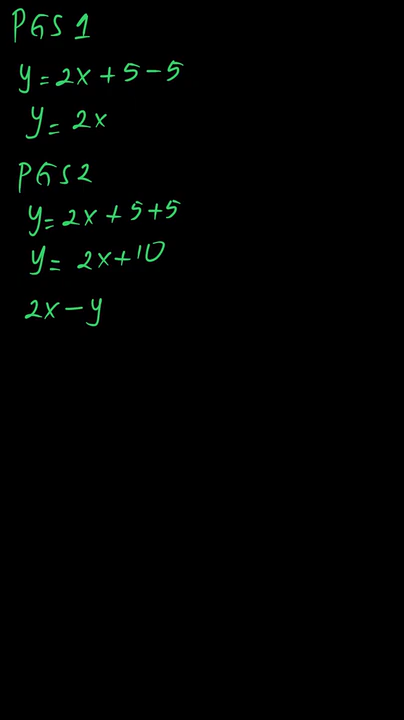 PGS 1
y = 2x + 5 - 5
y = 2x
PGS 2
y = 2x + 5 + 5
y = 2x + 10
2x - y